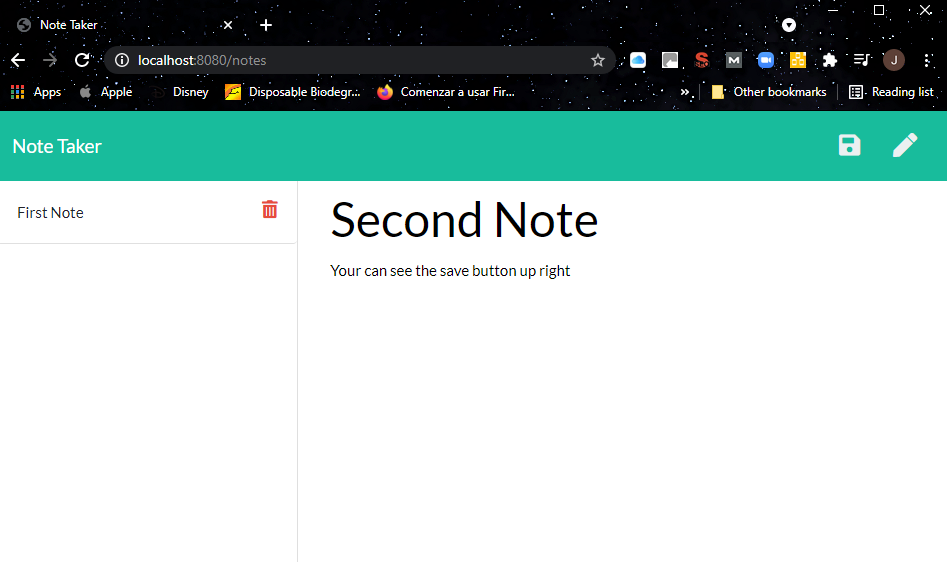 Note Taker
localhost:8080/notes
J
Apps Apple Disney Disposable Biodegr... Comenzar a usar Fir... » Other bookmarks Reading list
Note Taker
First Note
Second Note
Your can see the save button up right